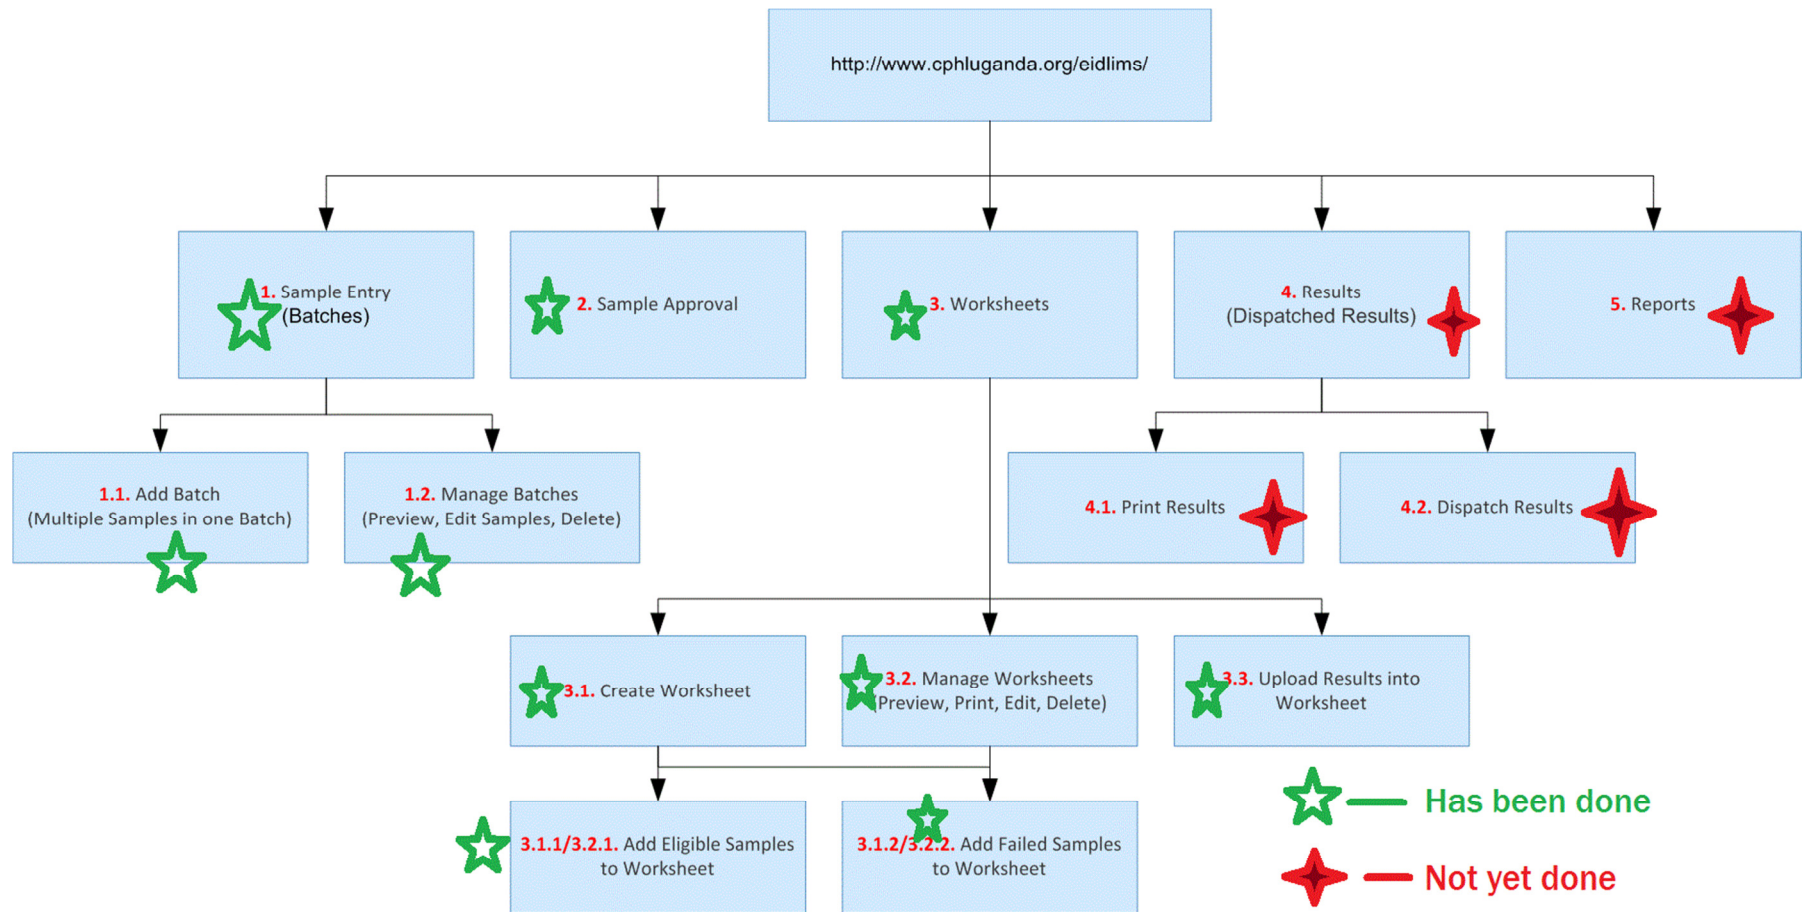 http://www.cphluganda.org/eidlims/
1. Sample Entry
(Batches)
2. Sample Approval
3. Worksheets
4. Results
(Dispatched Results)
5. Reports
1.1. Add Batch
(Multiple Samples in one Batch)
1.2. Manage Batches
(Preview, Edit Samples, Delete)
4.1. Print Results
4.2. Dispatch Results
3.1. Create Worksheet
3.2. Manage Worksheets
(Preview, Print, Edit, Delete)
3.3. Upload Results into
Worksheet
3.1.1/3.2.1. Add Eligible Samples
to Worksheet
3.1.2/3.2.2. Add Failed Samples
to Worksheet
Has been done
Not yet done